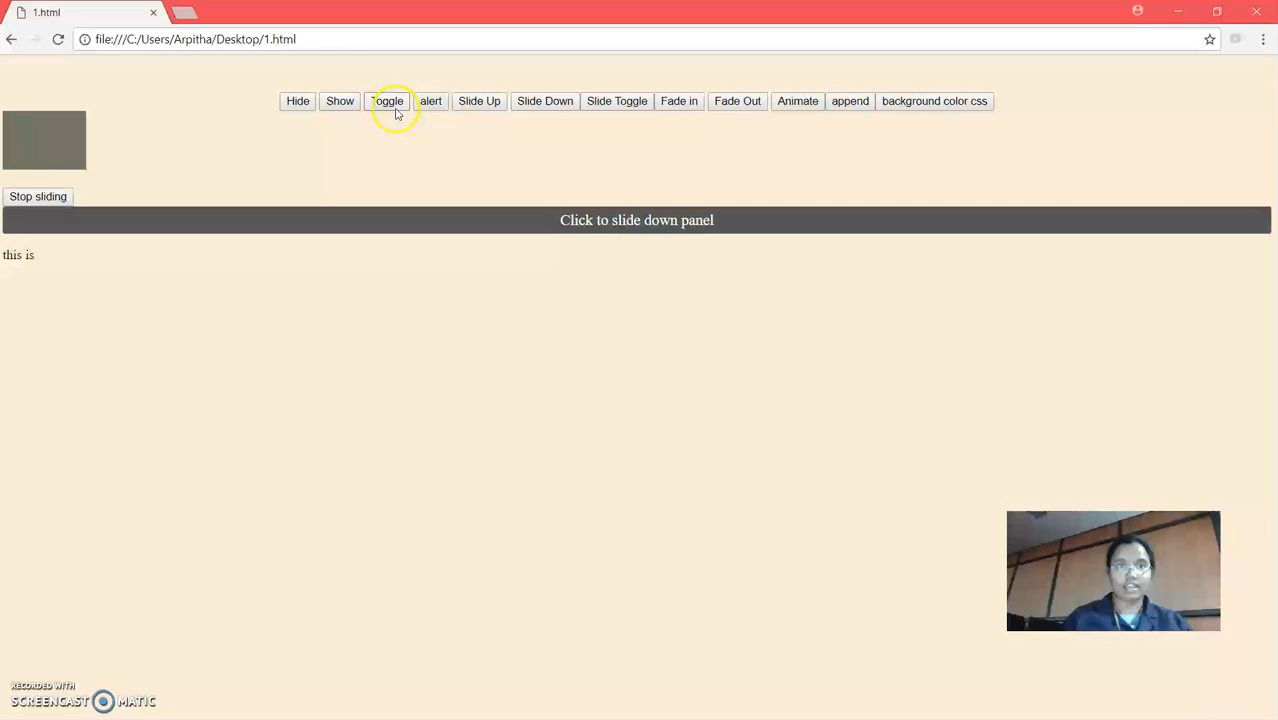 1.html
file:///C:/Users/Arpitha/Desktop/1.html
Hide Show Toggle alert Slide Up Slide Down Slide Toggle Fade in Fade Out Animate append background color css
Stop sliding
Click to slide down panel
this is
RECORDED WITH
SCREENCAST MATIC